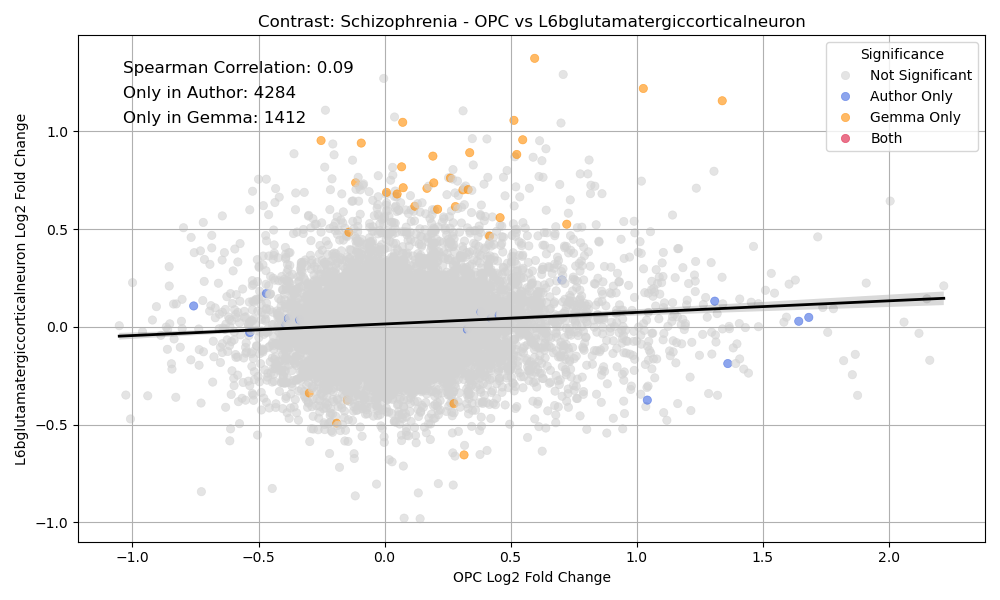 Contrast: Schizophrenia - OPC vs L6bglutamatergiccorticalneuron
Spearman Correlation: 0.09
Only in Author: 4284
Only in Gemma: 1412
Significance
Not Significant
Author Only
Gemma Only
Both
L6bglutamatergiccorticalneuron Log2 Fold Change
1.0
0.5
0.0
−0.5
−1.0
−1.0 −0.5 0.0 0.5 1.0 1.5 2.0
OPC Log2 Fold Change